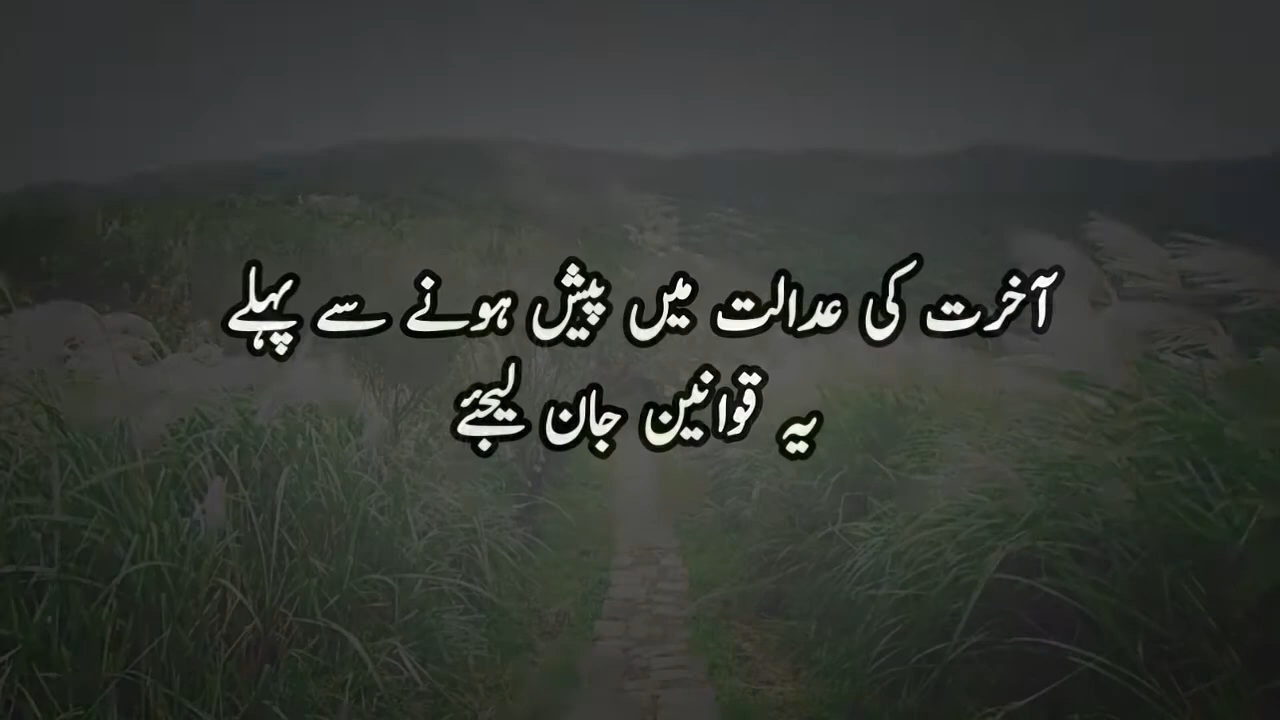 آخرت کی عدالت میں پیش ہونے سے پہلے
یہ قوانین جان لیجئے